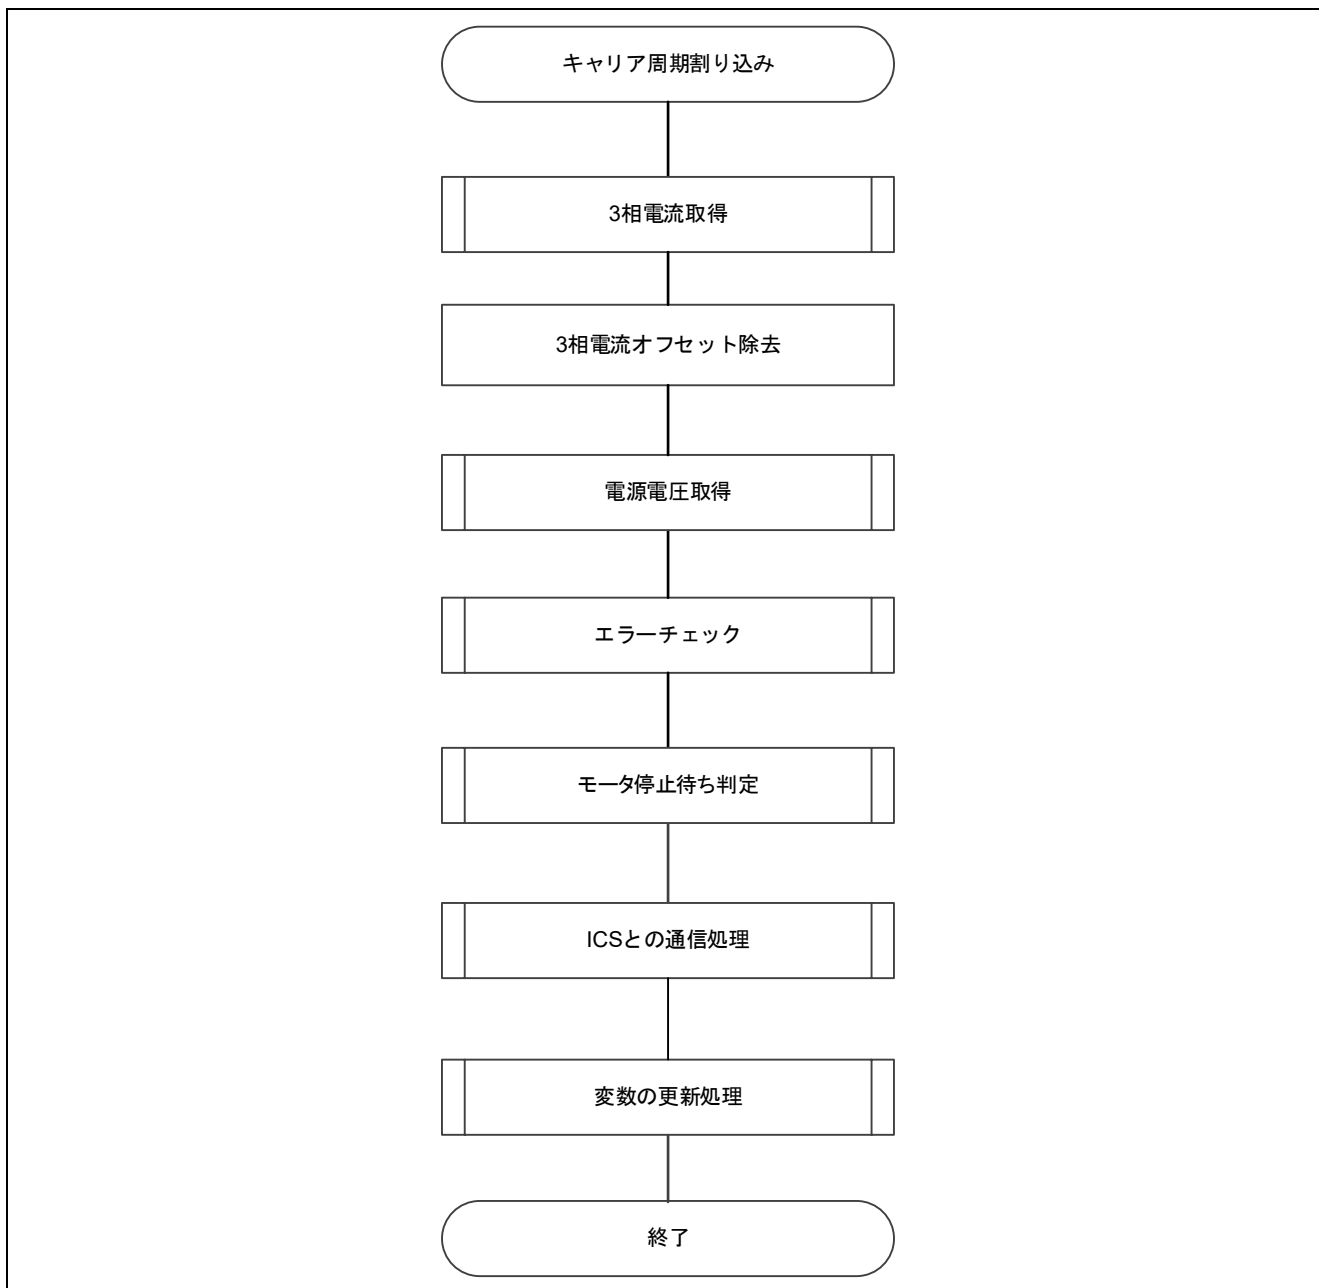 キャリア周期割り込み
3相電流取得
3相電流オフセット除去
電源電圧取得
エラーチェック
モータ停止待ち判定
ICSとの通信処理
変数の更新処理
終了